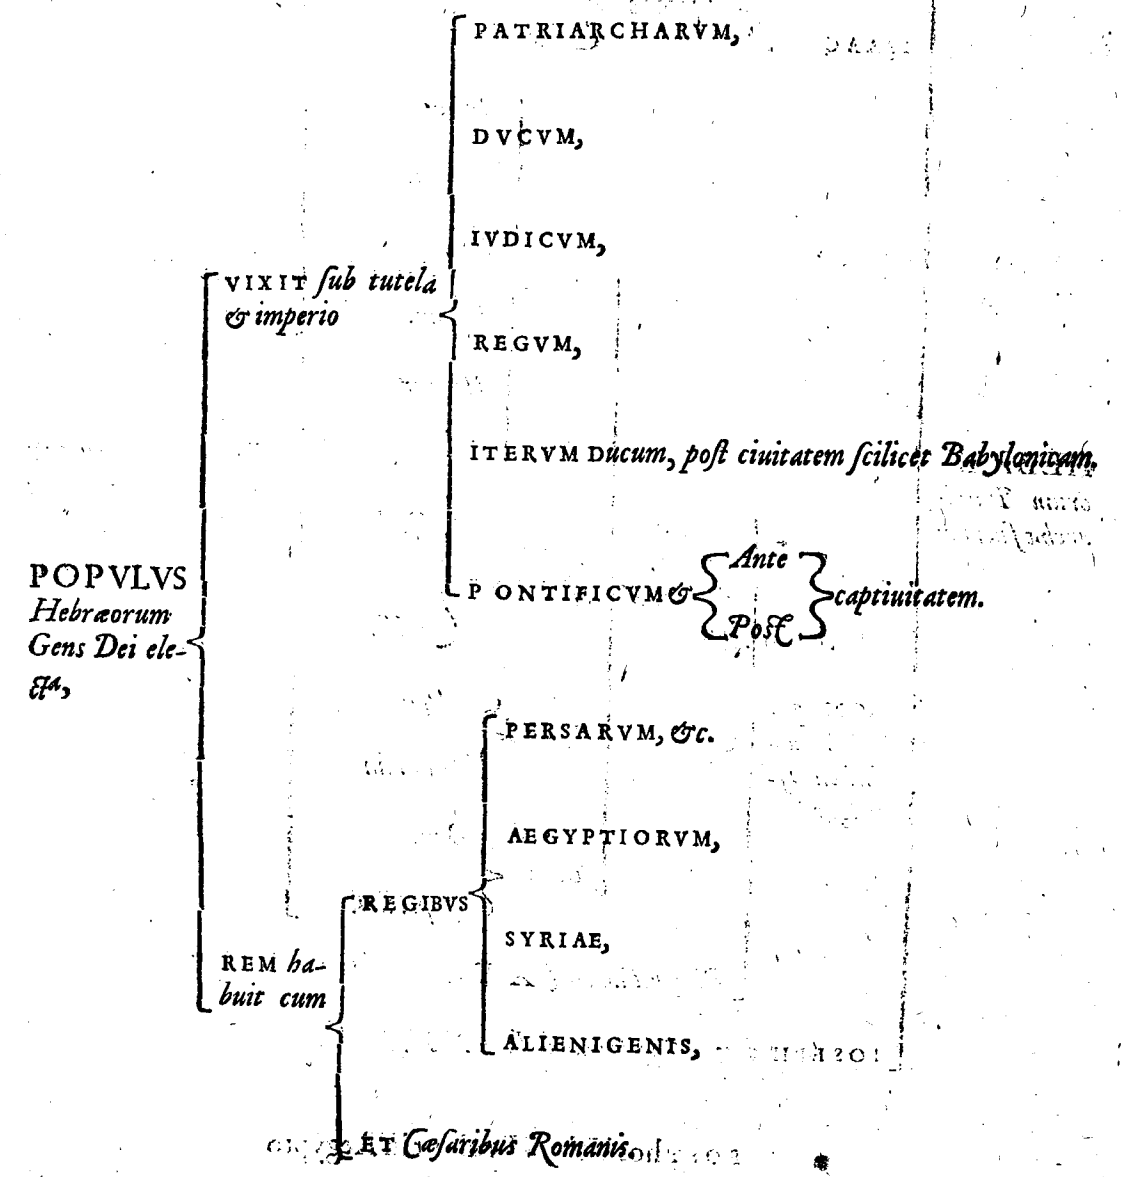 POPVLVS
Hebræorum
Gens Dei ele-
cta,
VIXIT ſub tutela
& imperio
PATRIARCHARVM,
DVCVM,
IVDICVM,
REGVM,
ITERVM Ducum, poſt ciuitatem ſcilicet Babylonicam.
PONTIFICVM &
Ante
Post
captiuitatem.
REM ha-
buit cum
REGIBVS
PERSARVM, &c.
AEGYPTIORVM,
SYRIAE,
ALIENIGENIS,
ET Cæſaribus Romanis